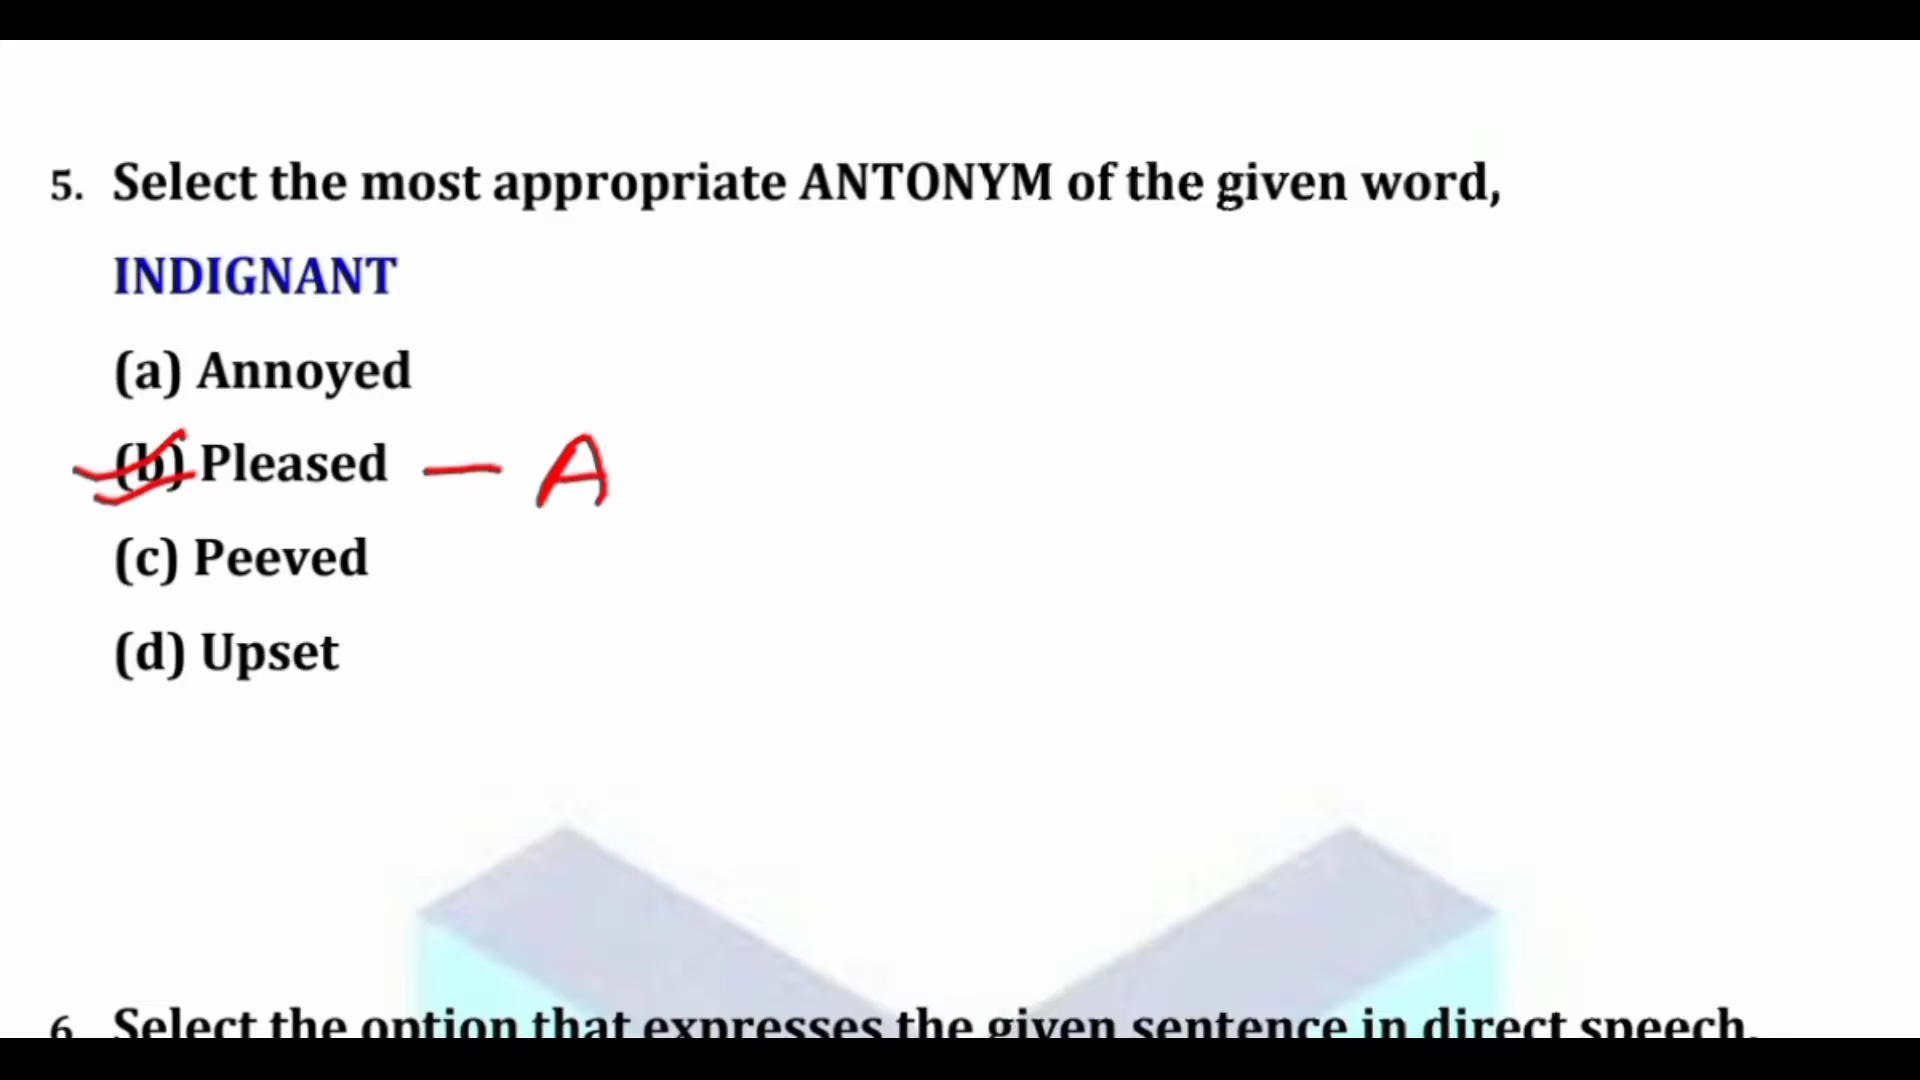 5. Select the most appropriate ANTONYM of the given word,
INDIGNANT
(a) Annoyed
(b) Pleased — A
(c) Peeved
(d) Upset
6. Select the option that expresses the given sentence in direct speech.